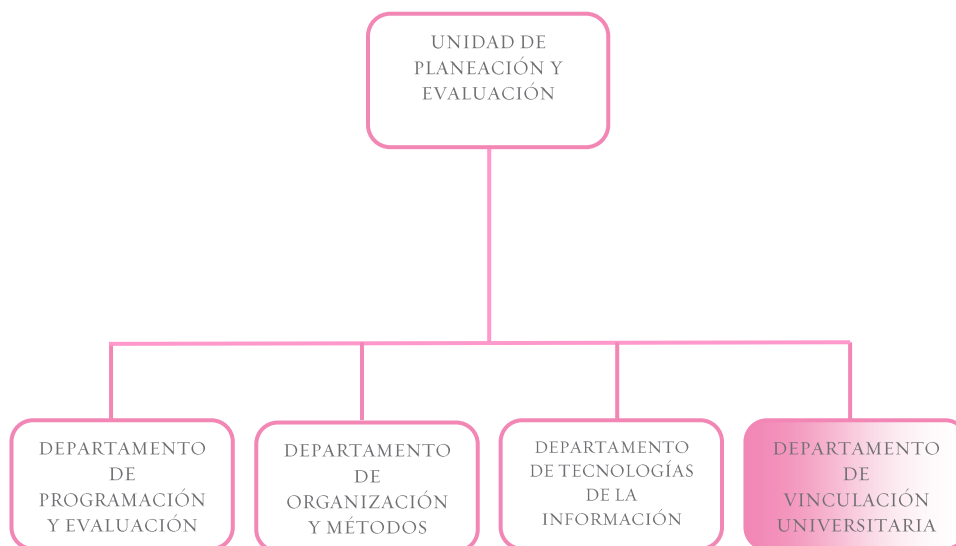 UNIDAD DE
PLANEACIÓN Y
EVALUACIÓN
DEPARTAMENTO
DE
PROGRAMACIÓN
Y EVALUACIÓN
DEPARTAMENTO
DE
ORGANIZACIÓN
Y MÉTODOS
DEPARTAMENTO
DE TECNOLOGÍAS
DE LA
INFORMACIÓN
DEPARTAMENTO
DE
VINCULACIÓN
UNIVERSITARIA